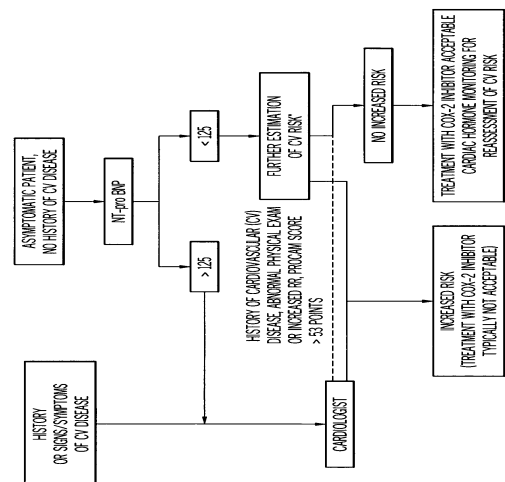 HISTORY
OR SIGNS/SYMPTOMS
OF CV DISEASE
ASYMPTOMATIC PATIENT,
NO HISTORY OF CV DISEASE
NT-pro BNP
> 125
< 125
HISTORY OF CARDIOVASCULAR (CV)
DISEASE, ABNORMAL PHYSICAL EXAM
OR INCREASED RR, PROCAM SCORE
> 53 POINTS
FURTHER ESTIMATION
OF CV RISK*
CARDIOLOGIST
NO INCREASED RISK
INCREASED RISK
(TREATMENT WITH COX-2 INHIBITOR
TYPICALLY NOT ACCEPTABLE)
TREATMENT WITH COX-2 INHIBITOR ACCEPTABLE
CARDIAC HORMONE MONITORING FOR
REASSESSMENT OF CV RISK